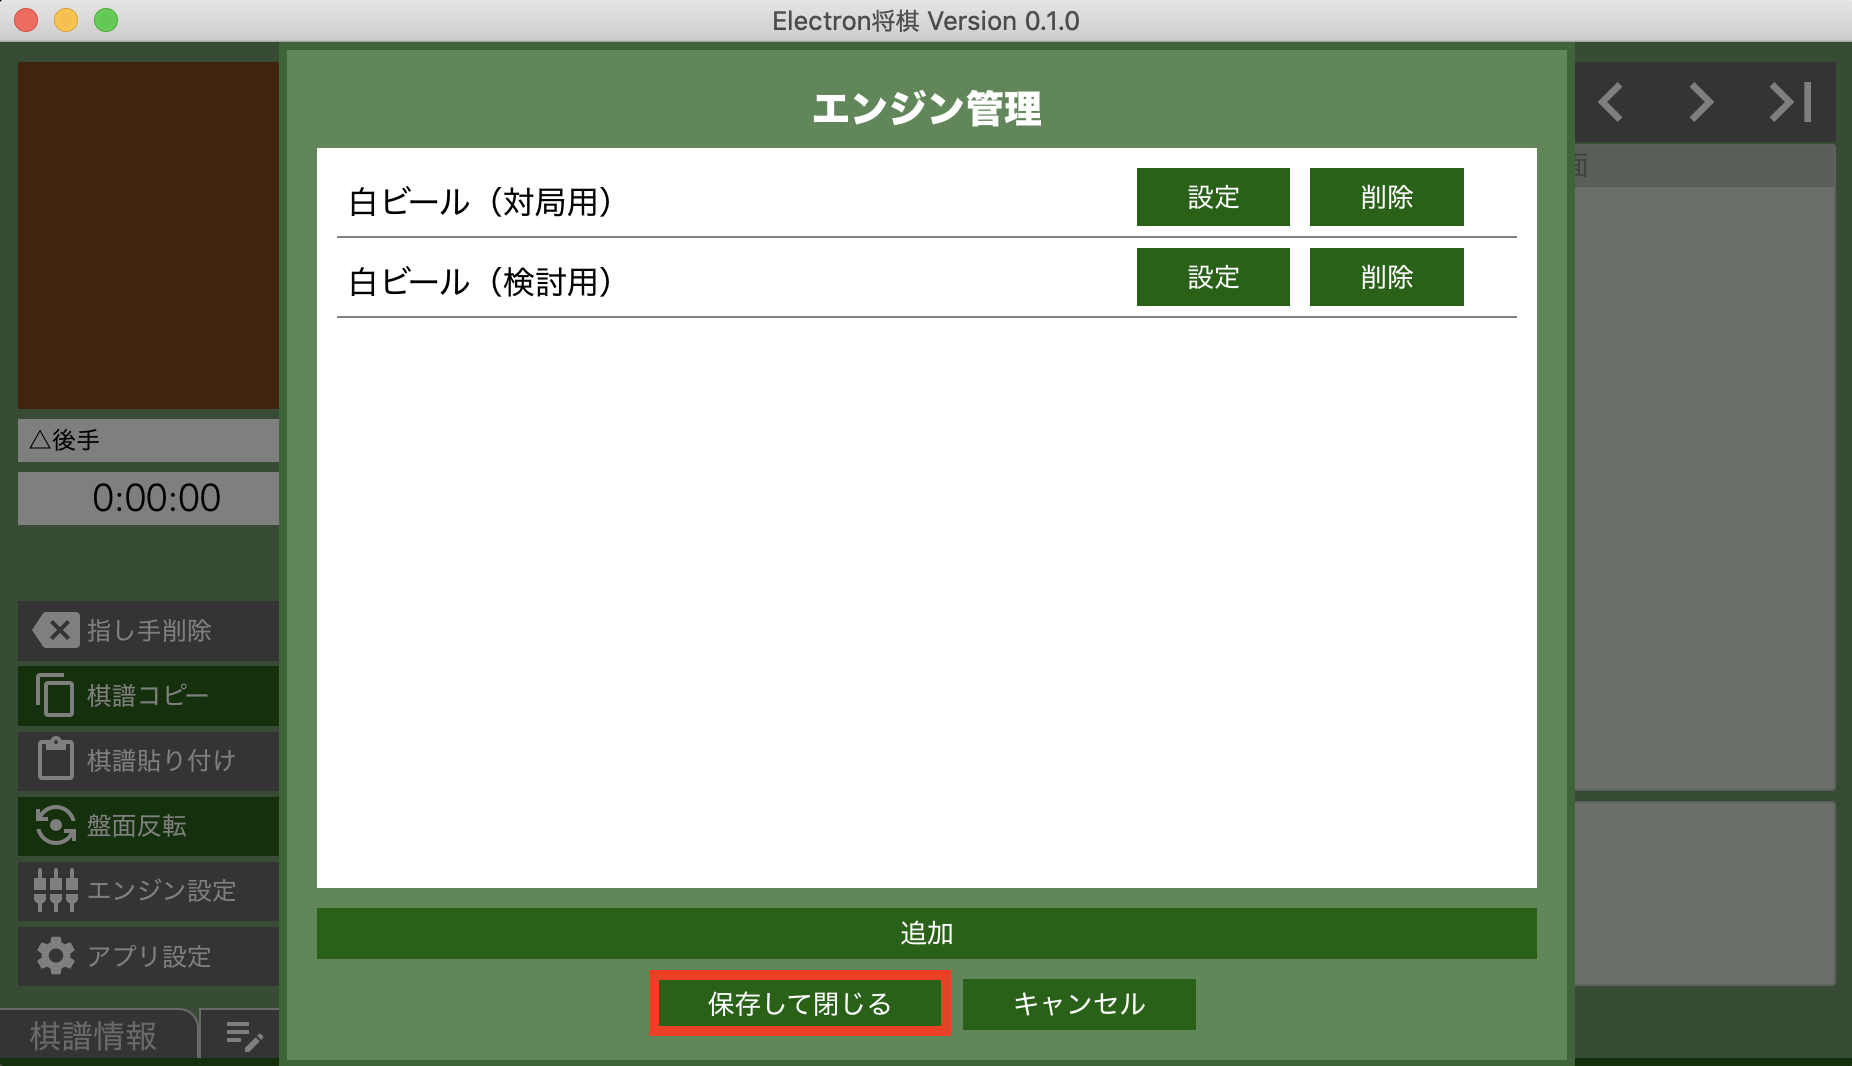 Electron将棋 Version 0.1.0
エンジン管理
白ビール（対局用） 設定 削除
白ビール（検討用） 設定 削除
追加
保存して閉じる キャンセル
△後手
0:00:00
指し手削除
棋譜コピー
棋譜貼り付け
盤面反転
エンジン設定
アプリ設定
棋譜情報
面